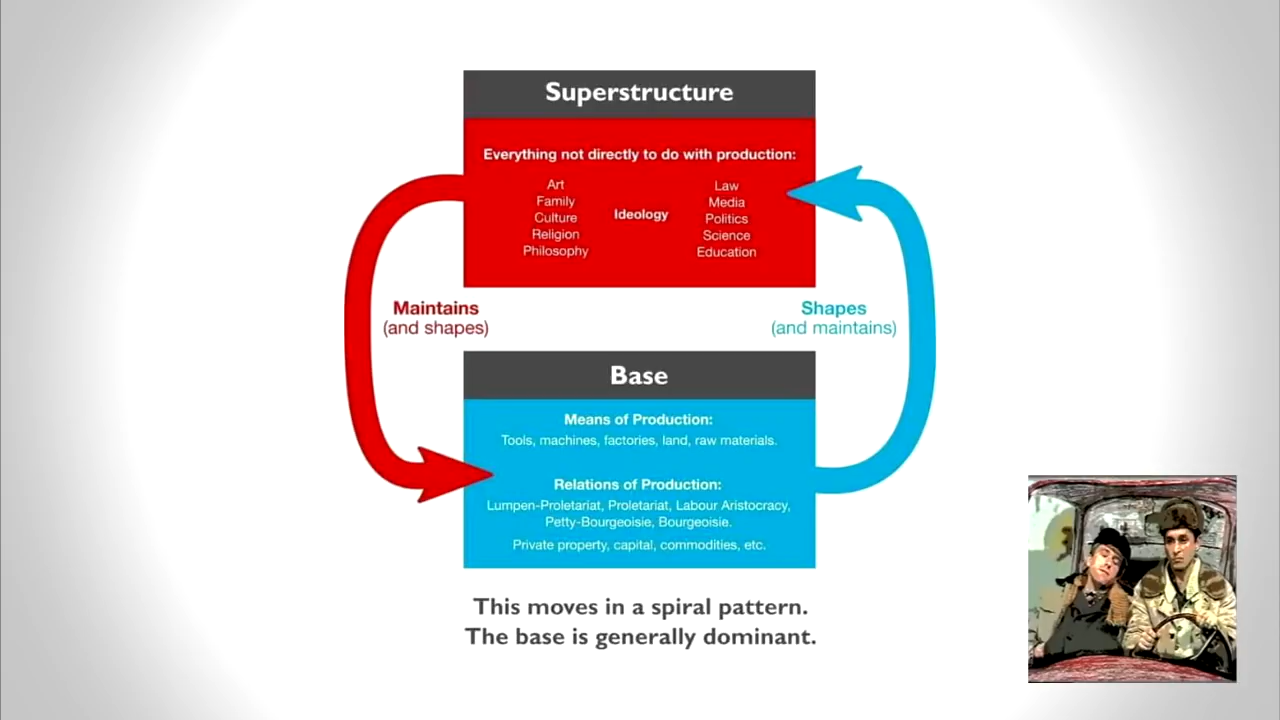 Superstructure
Everything not directly to do with production:
Art
Family
Culture
Religion
Philosophy
Ideology
Law
Media
Politics
Science
Education
Maintains
(and shapes)
Shapes
(and maintains)
Base
Means of Production:
Tools, machines, factories, land, raw materials.
Relations of Production:
Lumpen-Proletariat, Proletariat, Labour Aristocracy,
Petty-Bourgeoisie, Bourgeoisie.
Private property, capital, commodities, etc.
This moves in a spiral pattern.
The base is generally dominant.